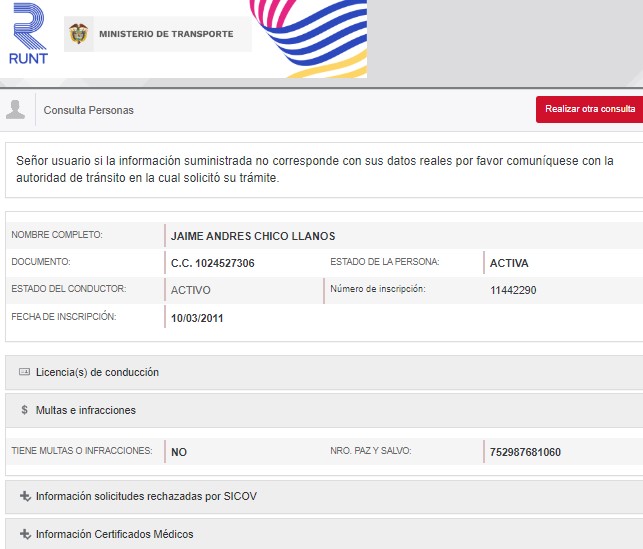 RUNT
MINISTERIO DE TRANSPORTE
Consulta Personas
Realizar otra consulta
Señor usuario si la información suministrada no corresponde con sus datos reales por favor comuníquese con la
autoridad de tránsito en la cual solicitó su trámite.
NOMBRE COMPLETO: JAIME ANDRES CHICO LLANOS
DOCUMENTO: C.C. 1024527306 ESTADO DE LA PERSONA: ACTIVA
ESTADO DEL CONDUCTOR: ACTIVO Número de inscripción: 11442290
FECHA DE INSCRIPCIÓN: 10/03/2011
Licencia(s) de conducción
$ Multas e infracciones
TIENE MULTAS O INFRACCIONES: NO NRO. PAZ Y SALVO: 752987681060
Información solicitudes rechazadas por SICOV
Información Certificados Médicos